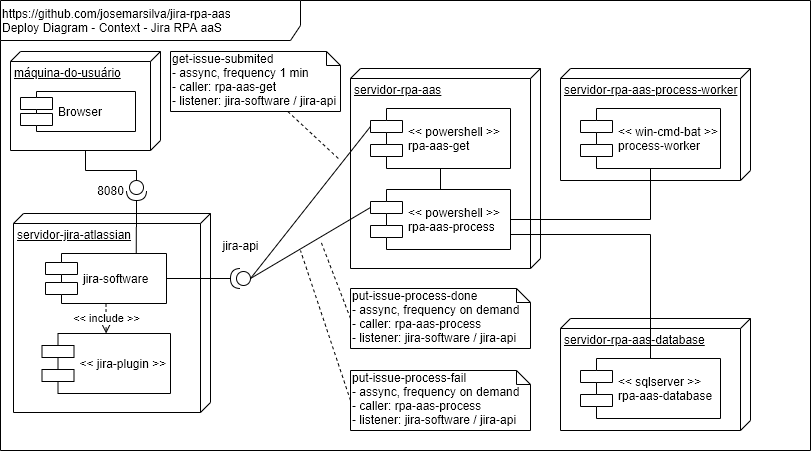 https://github.com/josemarsilva/jira-rpa-aas
Deploy Diagram - Context - Jira RPA aaS
máquina-do-usuário
Browser
8080
get-issue-submited
- assync, frequency 1 min
- caller: rpa-aas-get
- listener: jira-software / jira-api
servidor-rpa-aas
<< powershell >>
rpa-aas-get
<< powershell >>
rpa-aas-process
servidor-rpa-aas-process-worker
<< win-cmd-bat >>
process-worker
servidor-jira-atlassian
jira-software
<< include >>
<< jira-plugin >>
jira-api
put-issue-process-done
- assync, frequency on demand
- caller: rpa-aas-process
- listener: jira-software / jira-api
put-issue-process-fail
- assync, frequency on demand
- caller: rpa-aas-process
- listener: jira-software / jira-api
servidor-rpa-aas-database
<< sqlserver >>
rpa-aas-database